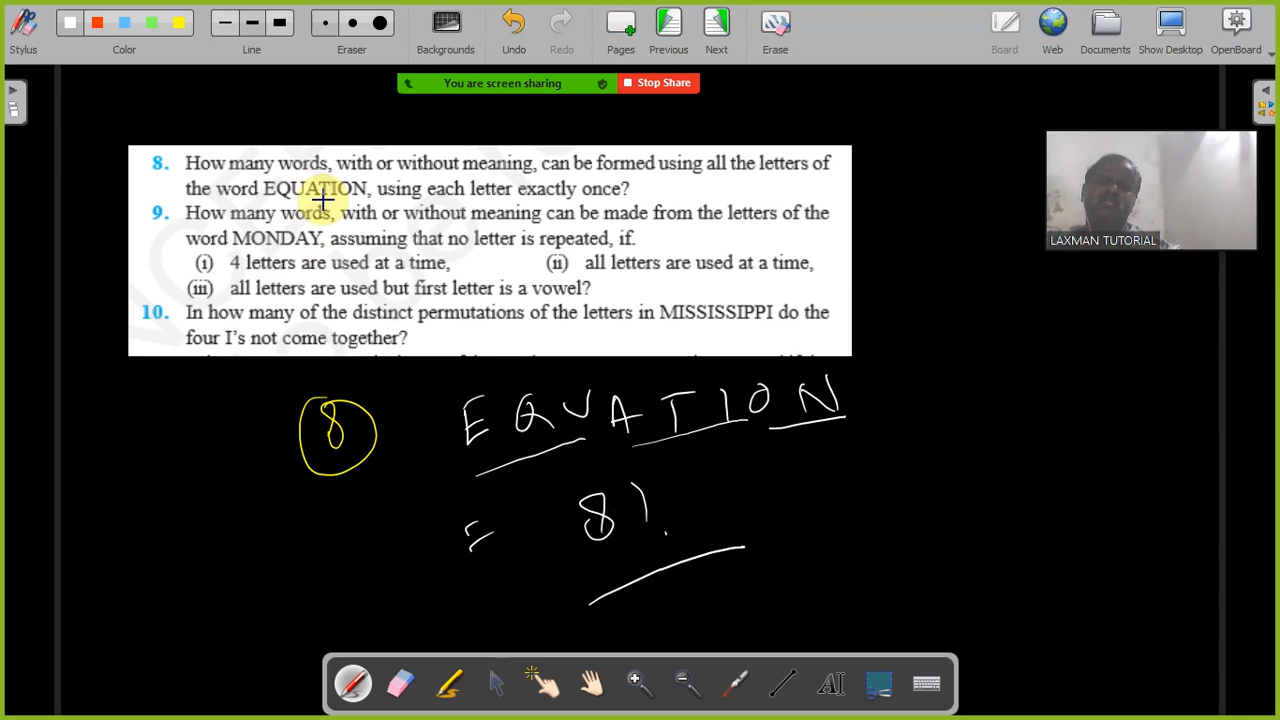 Stylus
Color
Line
Eraser
Backgrounds
Undo
Redo
Pages
Previous
Next
Erase
Board
Web
Documents
Show Desktop
OpenBoard
You are screen sharing
Stop Share
8. How many words, with or without meaning, can be formed using all the letters of
the word EQUATION, using each letter exactly once?
9. How many words, with or without meaning can be made from the letters of the
word MONDAY, assuming that no letter is repeated, if.
(i) 4 letters are used at a time, (ii) all letters are used at a time,
(iii) all letters are used but first letter is a vowel?
10. In how many of the distinct permutations of the letters in MISSISSIPPI do the
four I's not come together?
LAXMAN TUTORIAL
8 EQUATION
= 8!